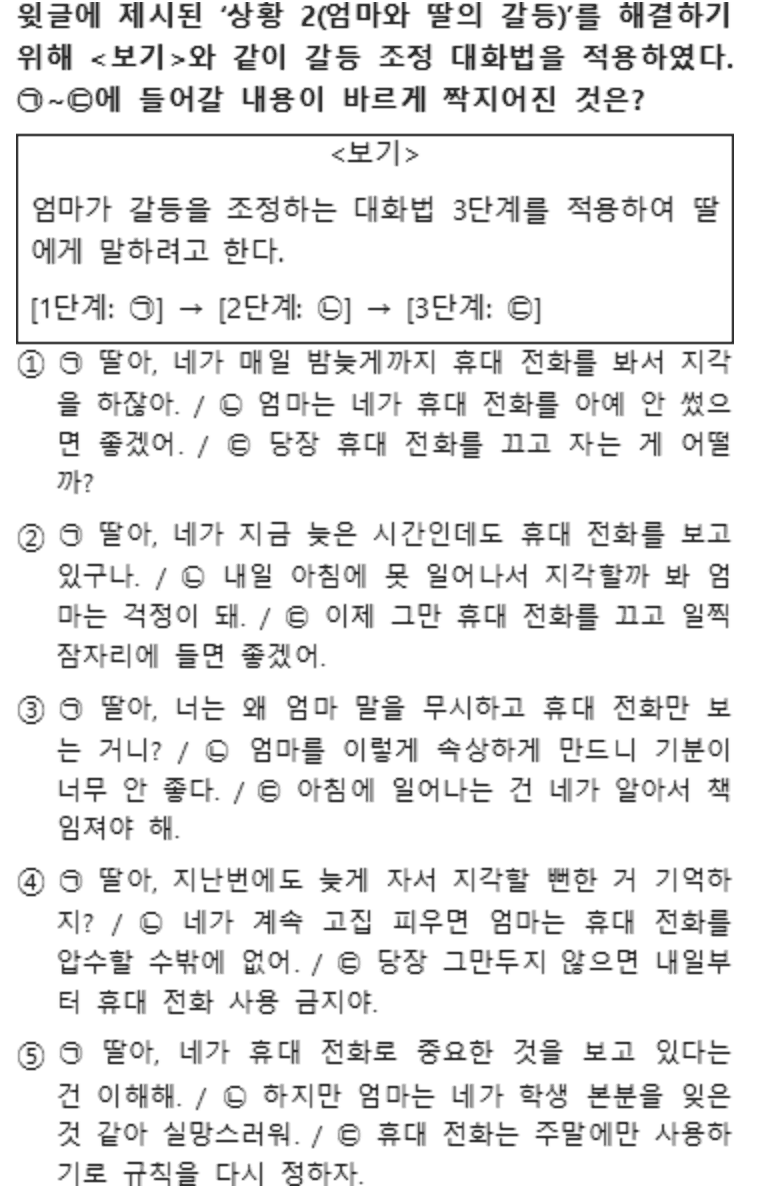 윗글에 제시된 ‘상황 2(엄마와 딸의 갈등)’를 해결하기
위해 <보기>와 같이 갈등 조정 대화법을 적용하였다.
㉠~㉢에 들어갈 내용이 바르게 짝지어진 것은?
<보기>
엄마가 갈등을 조정하는 대화법 3단계를 적용하여 딸
에게 말하려고 한다.
[1단계: ㉠] → [2단계: ㉡] → [3단계: ㉢]
① ㉠ 딸아, 네가 매일 밤늦게까지 휴대 전화를 봐서 지각
을 하잖아. / ㉡ 엄마는 네가 휴대 전화를 아예 안 썼으
면 좋겠어. / ㉢ 당장 휴대 전화를 끄고 자는 게 어떨
까?
② ㉠ 딸아, 네가 지금 늦은 시간인데도 휴대 전화를 보고
있구나. / ㉡ 내일 아침에 못 일어나서 지각할까 봐 엄
마는 걱정이 돼. / ㉢ 이제 그만 휴대 전화를 끄고 일찍
잠자리에 들면 좋겠어.
③ ㉠ 딸아, 너는 왜 엄마 말을 무시하고 휴대 전화만 보
는 거니? / ㉡ 엄마를 이렇게 속상하게 만드니 기분이
너무 안 좋다. / ㉢ 아침에 일어나는 건 네가 알아서 책
임져야 해.
④ ㉠ 딸아, 지난번에도 늦게 자서 지각할 뻔한 거 기억하
지? / ㉡ 네가 계속 고집 피우면 엄마는 휴대 전화를
압수할 수밖에 없어. / ㉢ 당장 그만두지 않으면 내일부
터 휴대 전화 사용 금지야.
⑤ ㉠ 딸아, 네가 휴대 전화로 중요한 것을 보고 있다는
건 이해해. / ㉡ 하지만 엄마는 네가 학생 본분을 잊은
것 같아 실망스러워. / ㉢ 휴대 전화는 주말에만 사용하
기로 규칙을 다시 정하자.